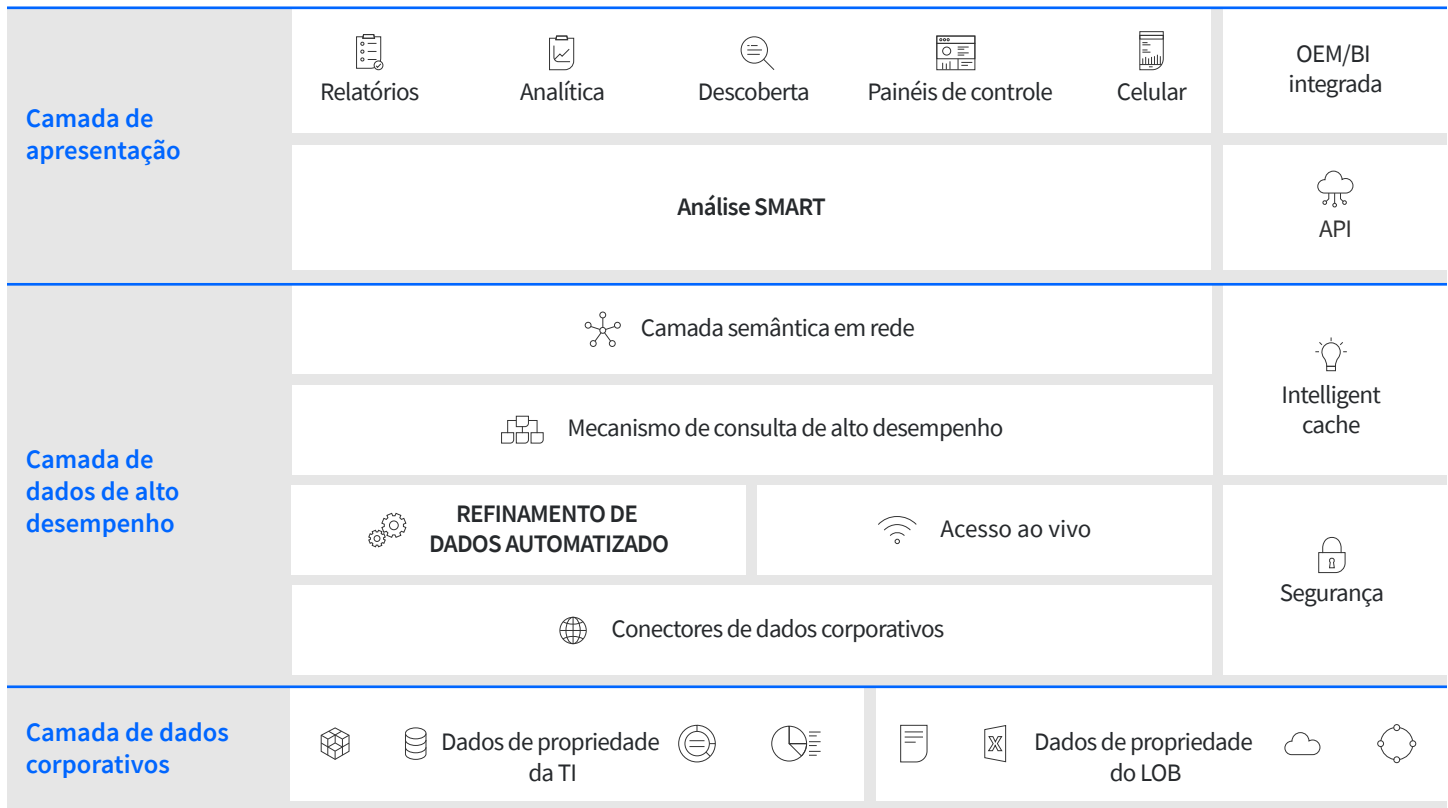 Camada de
apresentação
Relatórios
Analítica
Descoberta
Painéis de controle
Celular
OEM/BI
integrada
Análise SMART
API
Camada de
dados de alto
desempenho
Camada semântica em rede
Mecanismo de consulta de alto desempenho
Intelligent
cache
REFINAMENTO DE
DADOS AUTOMATIZADO
Acesso ao vivo
Conectores de dados corporativos
Segurança
Camada de dados
corporativos
Dados de propriedade
da TI
X
Dados de propriedade
do LOB